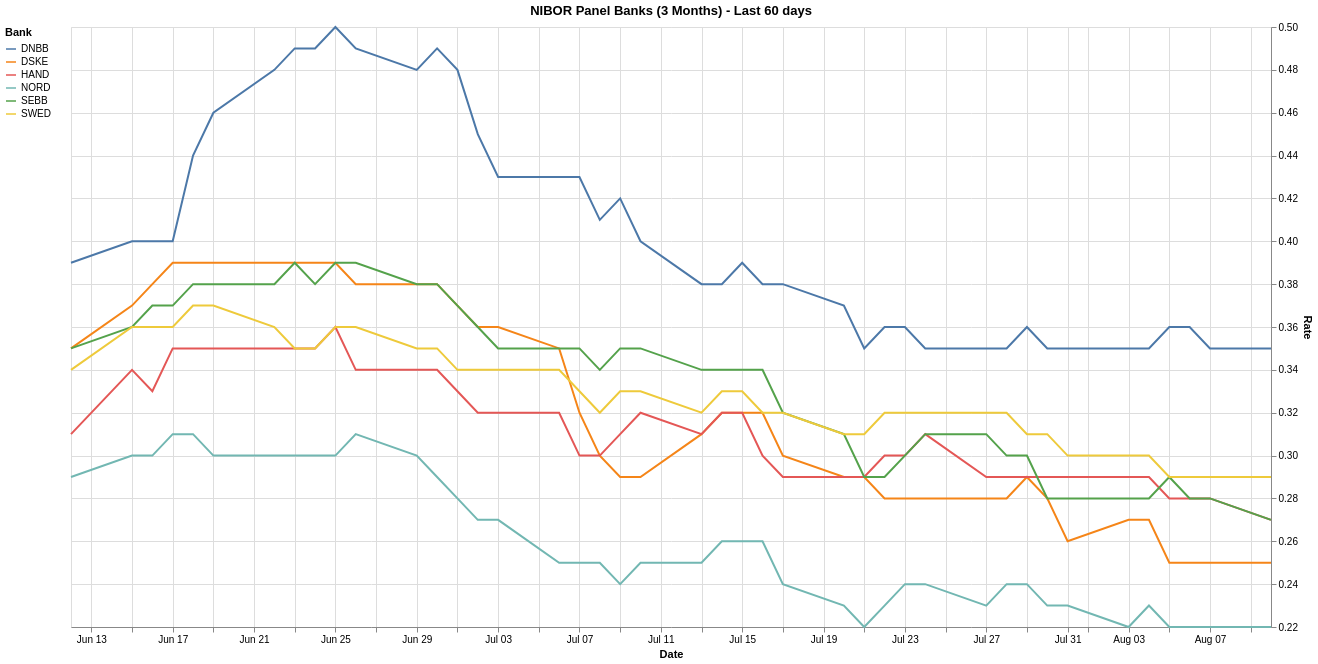 NIBOR Panel Banks (3 Months) - Last 60 days
Bank
DNBB
DSKE
HAND
NORD
SEBB
SWED
0.50
0.48
0.46
0.44
0.42
0.40
0.38
0.36
0.34
0.32
0.30
0.28
0.26
0.24
0.22
Rate
Jun 13 Jun 17 Jun 21 Jun 25 Jun 29 Jul 03 Jul 07 Jul 11 Jul 15 Jul 19 Jul 23 Jul 27 Jul 31 Aug 03 Aug 07
Date